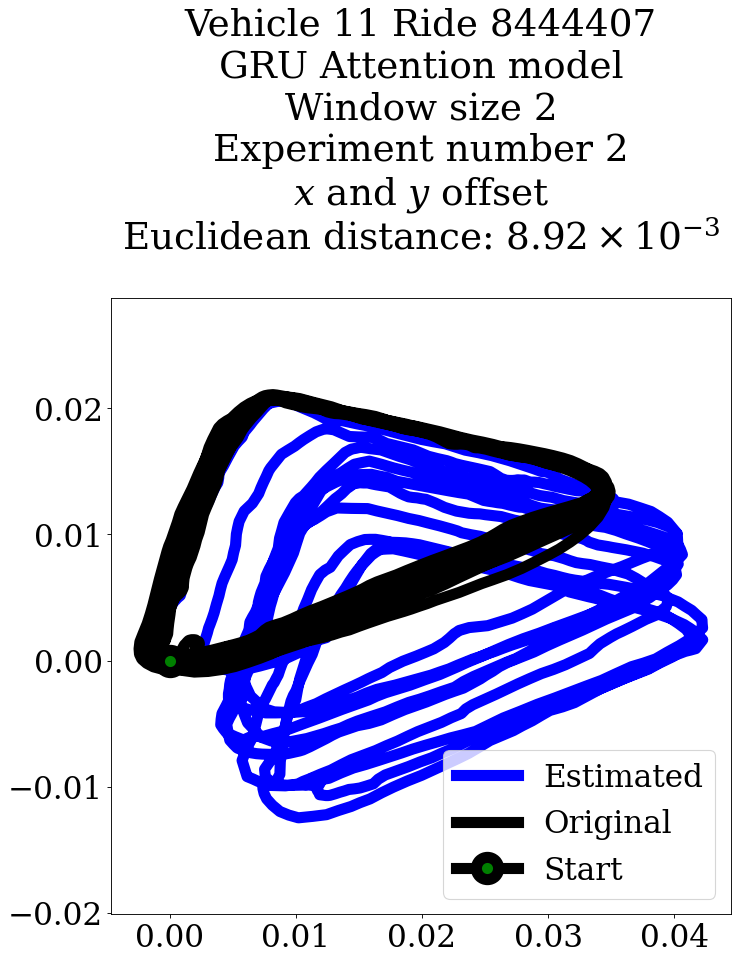 Vehicle 11 Ride 8444407
GRU Attention model
Window size 2
Experiment number 2
x and y offset
Euclidean distance: 8.92 × 10⁻³
0.02
0.01
0.00
−0.01
−0.02
Estimated
Original
Start
0.00 0.01 0.02 0.03 0.04